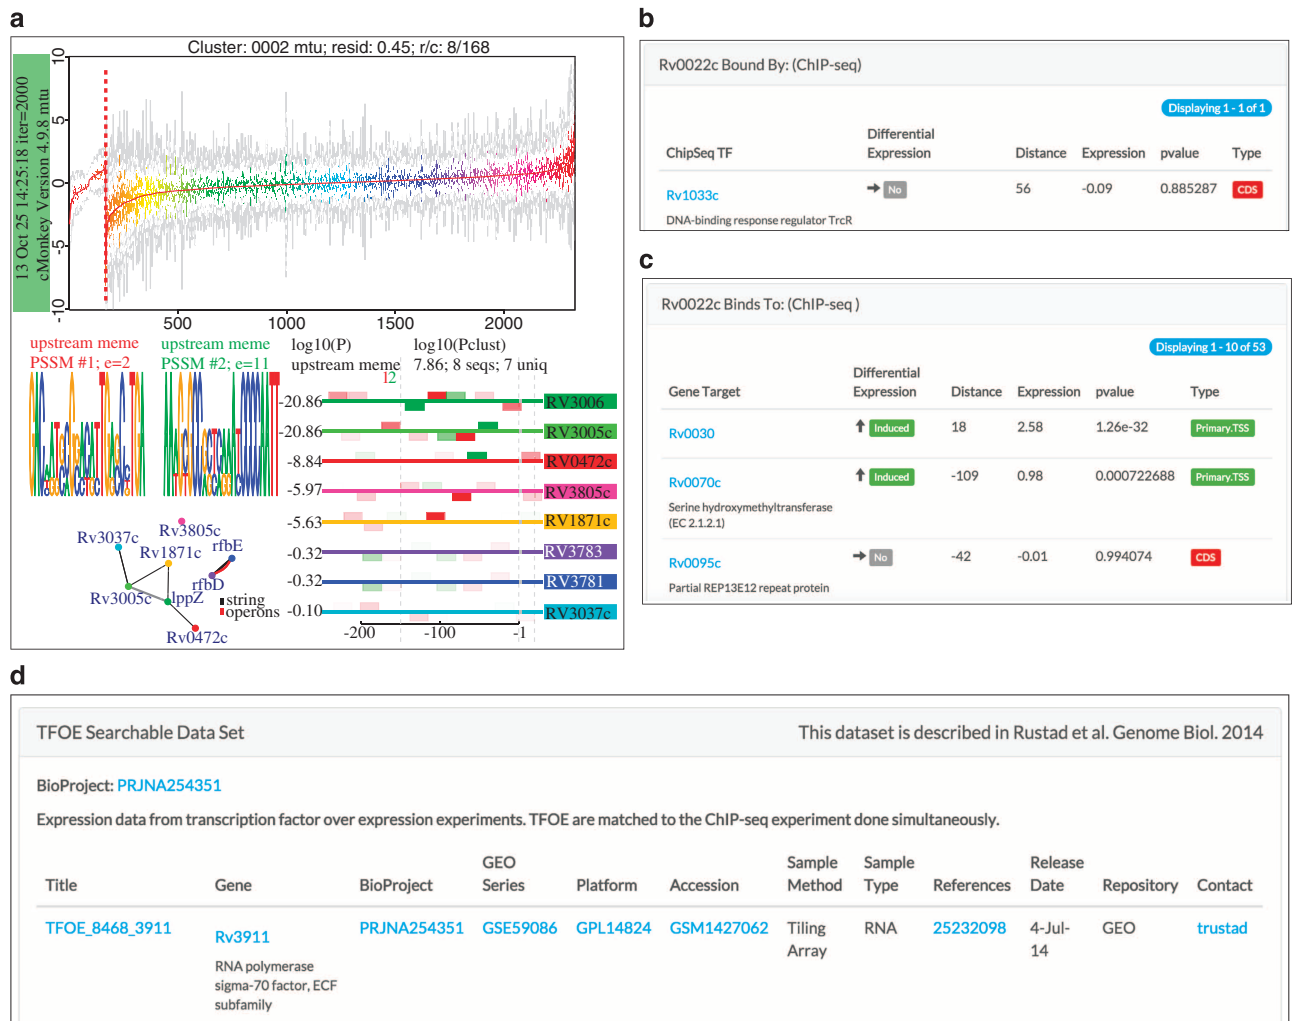 a
Cluster: 0002 mtu; resid: 0.45; r/c: 8/168
13 Oct 25 14:25:18 iter=2000
cMonkey Version 4.9.8 mtu
10
5
0
-5
-10
500 1000 1500 2000
upstream meme
PSSM #1; e=2
upstream meme
PSSM #2; e=11
log10(P)
upstream meme
log10(Pclust)
7.86; 8 seqs; 7 uniq
12
-20.86 RV3006
-20.86 RV3005c
-8.84 RV0472c
-5.97 RV3805c
-5.63 RV1871c
-0.32 RV3783
-0.32 RV3781
-0.10 RV3037c
-200 -100 -1
Rv3805c
Rv3037c
Rv1871c
rfbE
rfbD
Rv3005c
lppZ
Rv0472c
string
operons
b
Rv0022c Bound By: (ChIP-seq)
Displaying 1 - 1 of 1
ChipSeq TF Differential Expression Distance Expression pvalue Type
Rv1033c No 56 -0.09 0.885287 CDS
DNA-binding response regulator TrcR
c
Rv0022c Binds To: (ChIP-seq )
Displaying 1 - 10 of 53
Gene Target Differential Expression Distance Expression pvalue Type
Rv0030 Induced 18 2.58 1.26e-32 Primary.TSS
Rv0070c Induced -109 0.98 0.000722688 Primary.TSS
Serine hydroxymethyltransferase
(EC 2.1.2.1)
Rv0095c No -42 -0.01 0.994074 CDS
Partial REP13E12 repeat protein
d
TFOE Searchable Data Set This dataset is described in Rustad et al. Genome Biol. 2014
BioProject: PRJNA254351
Expression data from transcription factor over expression experiments. TFOE are matched to the ChIP-seq experiment done simultaneously.
Title Gene BioProject GEO Series Platform Accession Sample Method Sample Type References Release Date Repository Contact
TFOE_8468_3911 Rv3911 PRJNA254351 GSE59086 GPL14824 GSM1427062 Tiling Array RNA 25232098 4-Jul-14 GEO trustad
RNA polymerase
sigma-70 factor, ECF
subfamily